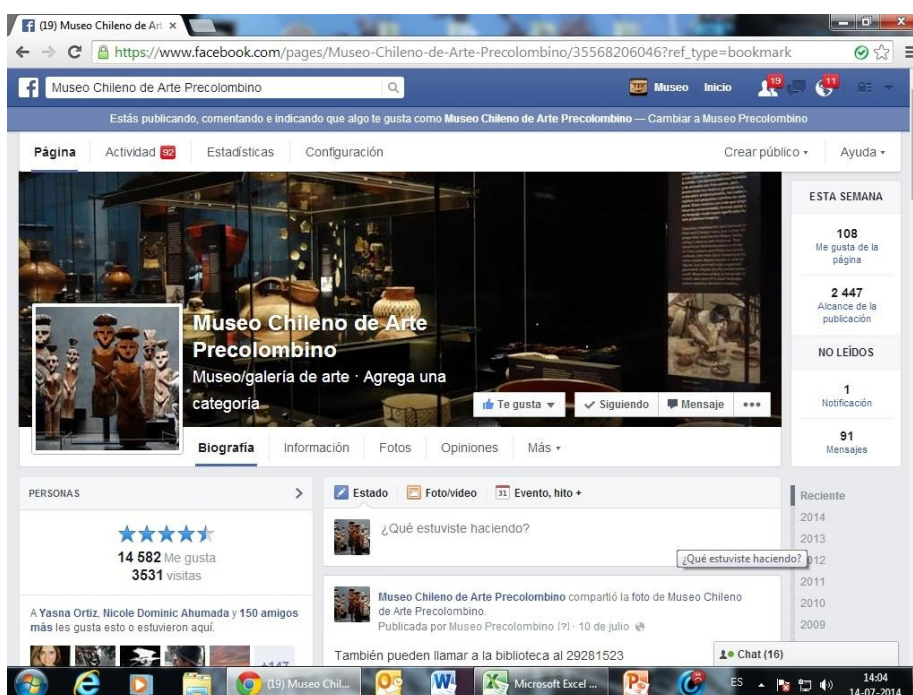 (19) Museo Chileno de Art
https://www.facebook.com/pages/Museo-Chileno-de-Arte-Precolombino/35568206046?ref_type=bookmark
Museo Chileno de Arte Precolombino
Museo Inicio 19 11
Estás publicando, comentando e indicando que algo te gusta como Museo Chileno de Arte Precolombino — Cambiar a Museo Precolombino
Página Actividad 92 Estadísticas Configuración Crear público Ayuda
Museo Chileno de Arte
Precolombino
Museo/galería de arte · Agrega una
categoría
Te gusta Siguiendo Mensaje
Biografía Información Fotos Opiniones Más
ESTA SEMANA
108
Me gusta de la
página
2 447
Alcance de la
publicación
NO LEÍDOS
1
Notificación
91
Mensajes
PERSONAS
14 582 Me gusta
3531 visitas
A Yasna Ortiz, Nicole Dominic Ahumada y 150 amigos
más les gusta esto o estuvieron aquí.
+147
Estado Foto/video 31 Evento, hito +
¿Qué estuviste haciendo?
¿Qué estuviste haciendo?
Museo Chileno de Arte Precolombino compartió la foto de Museo Chileno
de Arte Precolombino.
Publicada por Museo Precolombino [?] · 10 de julio
También pueden llamar a la biblioteca al 29281523
Reciente
2014
2013
2012
2011
2010
2009
Chat (16)
(19) Museo Chil... Microsoft Excel ... ES 14:04
14-07-2014